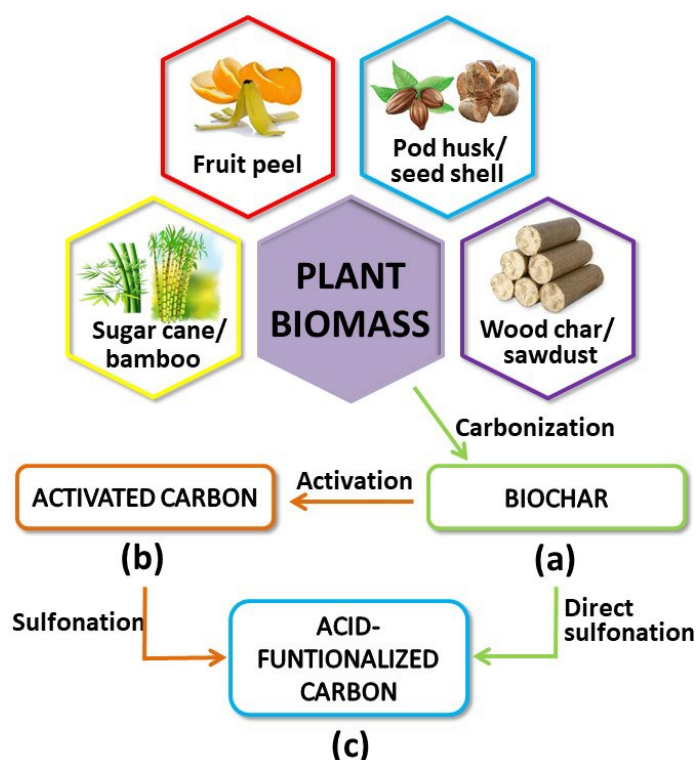 Fruit peel
Pod husk/
seed shell
Sugar cane/
bamboo
PLANT
BIOMASS
Wood char/
sawdust
Carbonization
ACTIVATED CARBON
Activation
BIOCHAR
(b)
(a)
Sulfonation
Direct
sulfonation
ACID-
FUNTIONALIZED
CARBON
(c)